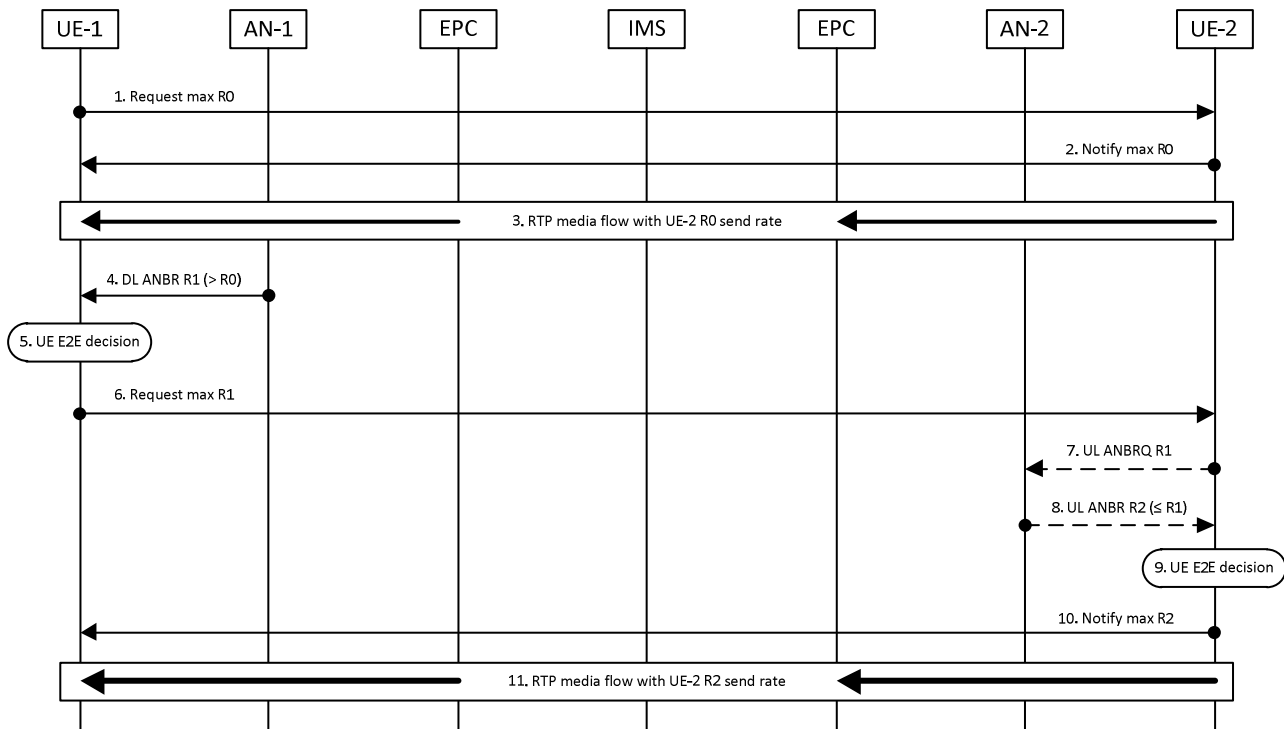 UE-1
AN-1
EPC
IMS
EPC
AN-2
UE-2
1. Request max R0
2. Notify max R0
3. RTP media flow with UE-2 R0 send rate
4. DL ANBR R1 (> R0)
5. UE E2E decision
6. Request max R1
7. UL ANBRQ R1
8. UL ANBR R2 (≤ R1)
9. UE E2E decision
10. Notify max R2
11. RTP media flow with UE-2 R2 send rate